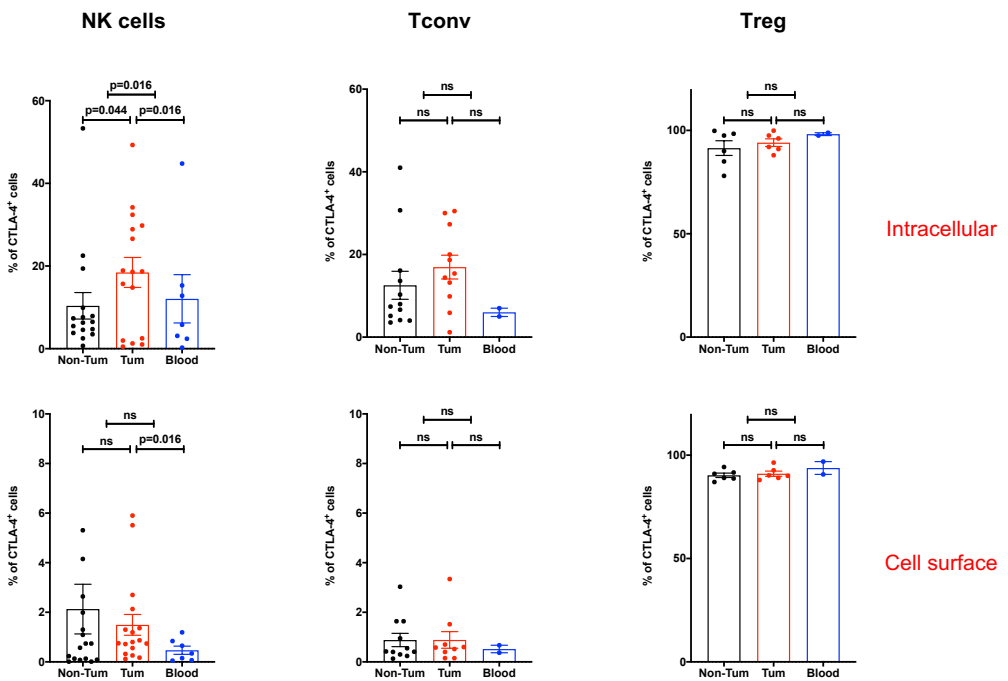 NK cells
Tconv
Treg
60
40
20
0
% of CTLA-4+ cells
p=0.016
p=0.044
p=0.016
Non-Tum
Tum
Blood
60
40
20
0
% of CTLA-4+ cells
ns
ns
ns
Non-Tum
Tum
Blood
100
50
0
% of CTLA-4+ cells
ns
ns
ns
Non-Tum
Tum
Blood
Intracellular
10
8
6
4
2
0
% of CTLA-4+ cells
ns
ns
p=0.016
Non-Tum
Tum
Blood
10
8
6
4
2
0
% of CTLA-4+ cells
ns
ns
ns
Non-Tum
Tum
Blood
100
50
0
% of CTLA-4+ cells
ns
ns
ns
Non-Tum
Tum
Blood
Cell surface